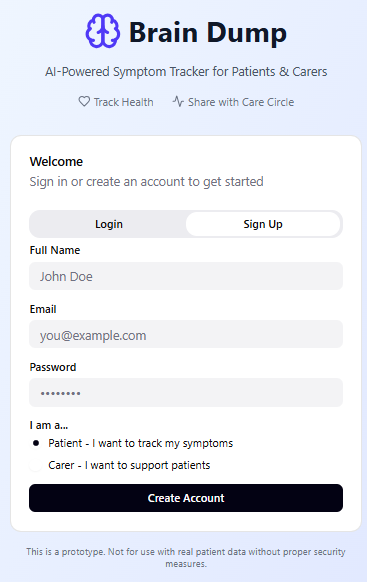 Brain Dump
AI-Powered Symptom Tracker for Patients & Carers
Track Health Share with Care Circle
Welcome
Sign in or create an account to get started
Login Sign Up
Full Name
John Doe
Email
you@example.com
Password
••••••••
I am a...
Patient - I want to track my symptoms
Carer - I want to support patients
Create Account
This is a prototype. Not for use with real patient data without proper security
measures.